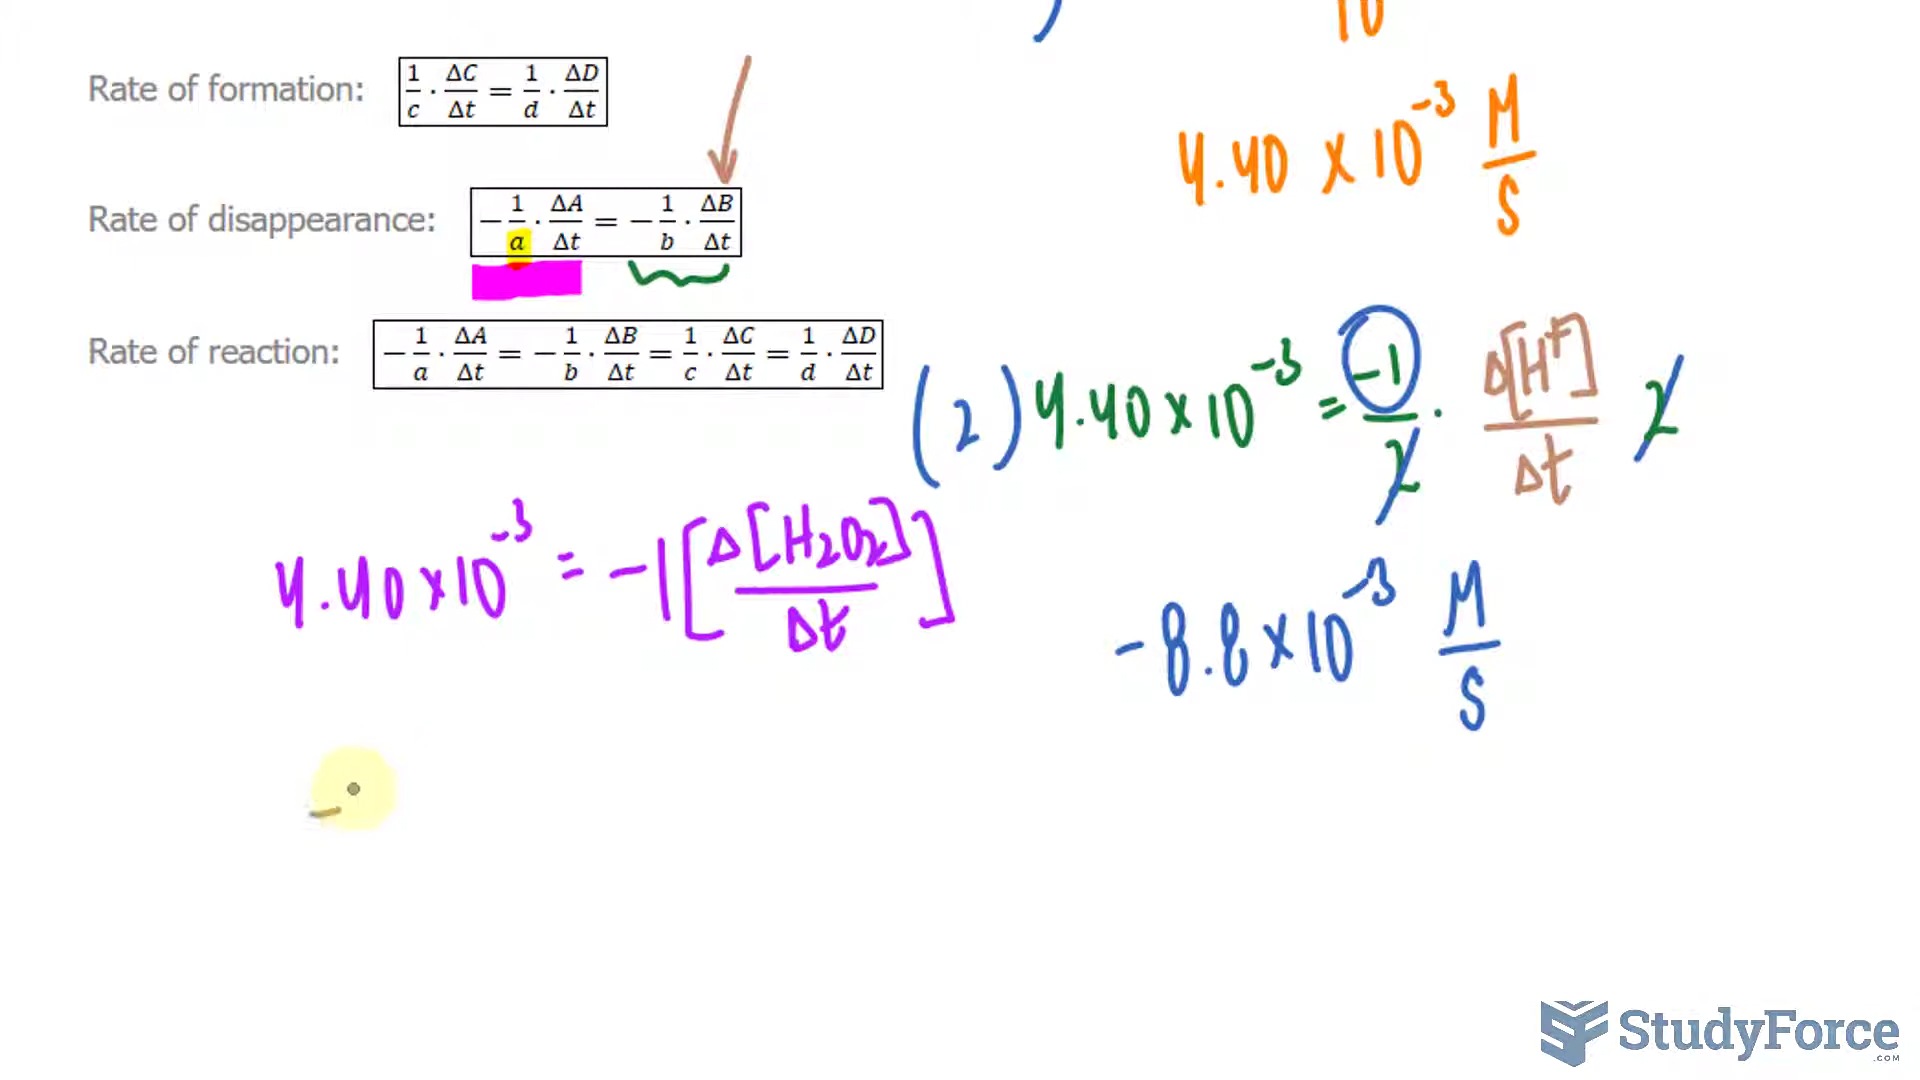 10
Rate of formation: 1/c · ΔC/Δt = 1/d · ΔD/Δt
4.40 × 10⁻³ M/S
Rate of disappearance: −1/a · ΔA/Δt = −1/b · ΔB/Δt
Rate of reaction: −1/a · ΔA/Δt = −1/b · ΔB/Δt = 1/c · ΔC/Δt = 1/d · ΔD/Δt
(2) 4.40 × 10⁻³ = −1/2 · Δ[H⁺]/Δt 2
4.40 × 10⁻³ = −1 [Δ[H₂O₂]/Δt]
−8.8 × 10⁻³ M/S
StudyForce
.COM